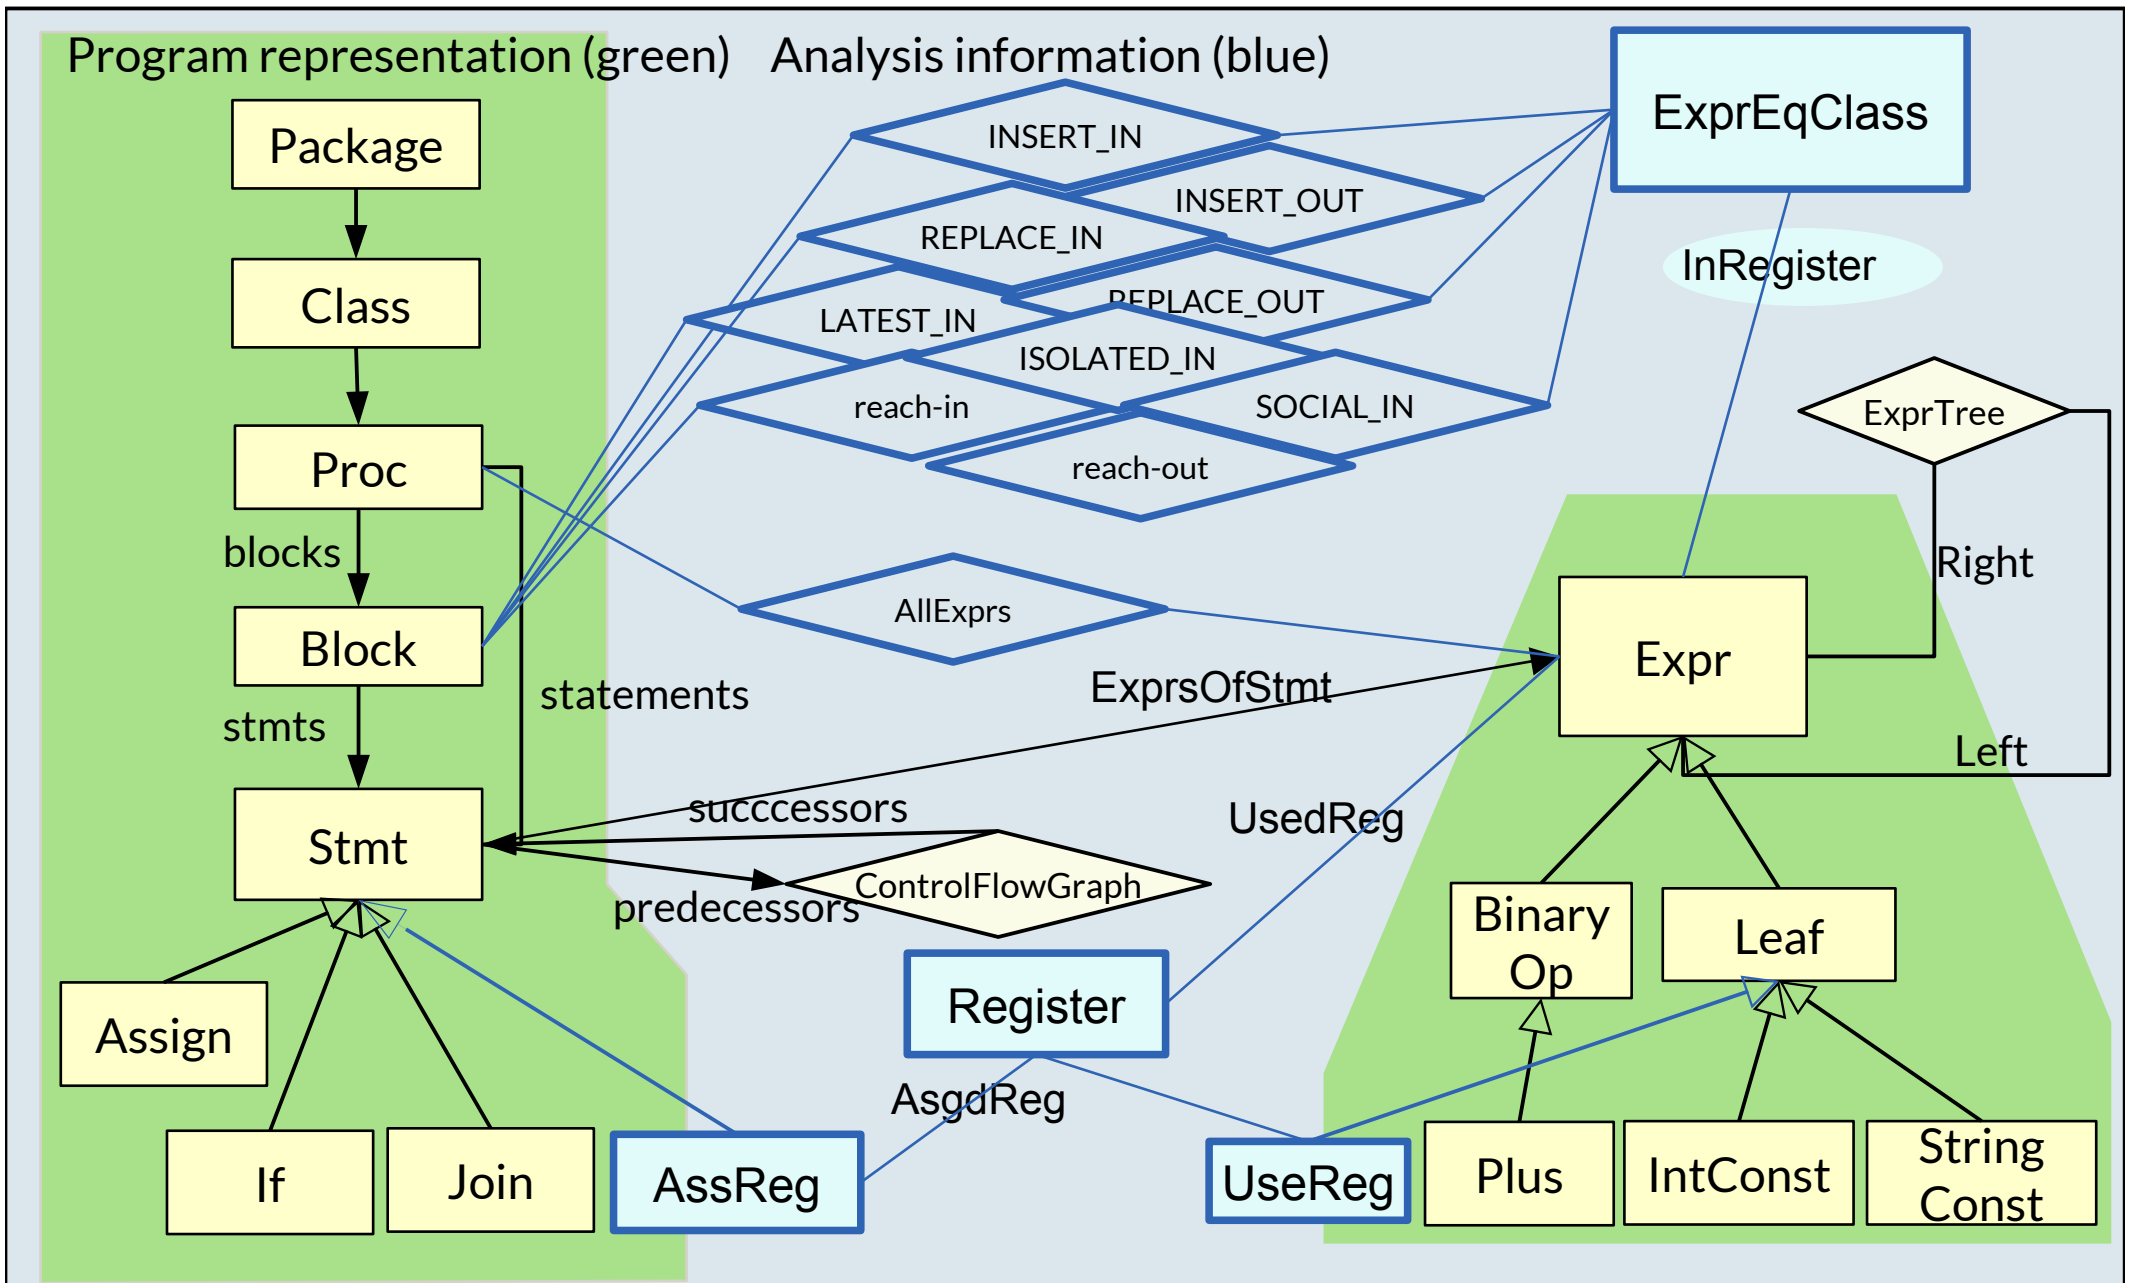 Program representation (green)
Analysis information (blue)
Package
Class
Proc
blocks
Block
stmts
statements
Stmt
Assign
If
Join
AssReg
INSERT_IN
INSERT_OUT
REPLACE_IN
REPLACE_OUT
LATEST_IN
ISOLATED_IN
reach-in
SOCIAL_IN
reach-out
AllExprs
ExprsOfStmt
succcessors
predecessors
ControlFlowGraph
UsedReg
Register
AsgdReg
UseReg
ExprEqClass
InRegister
ExprTree
Right
Expr
Left
Binary
Op
Leaf
Plus
IntConst
String
Const